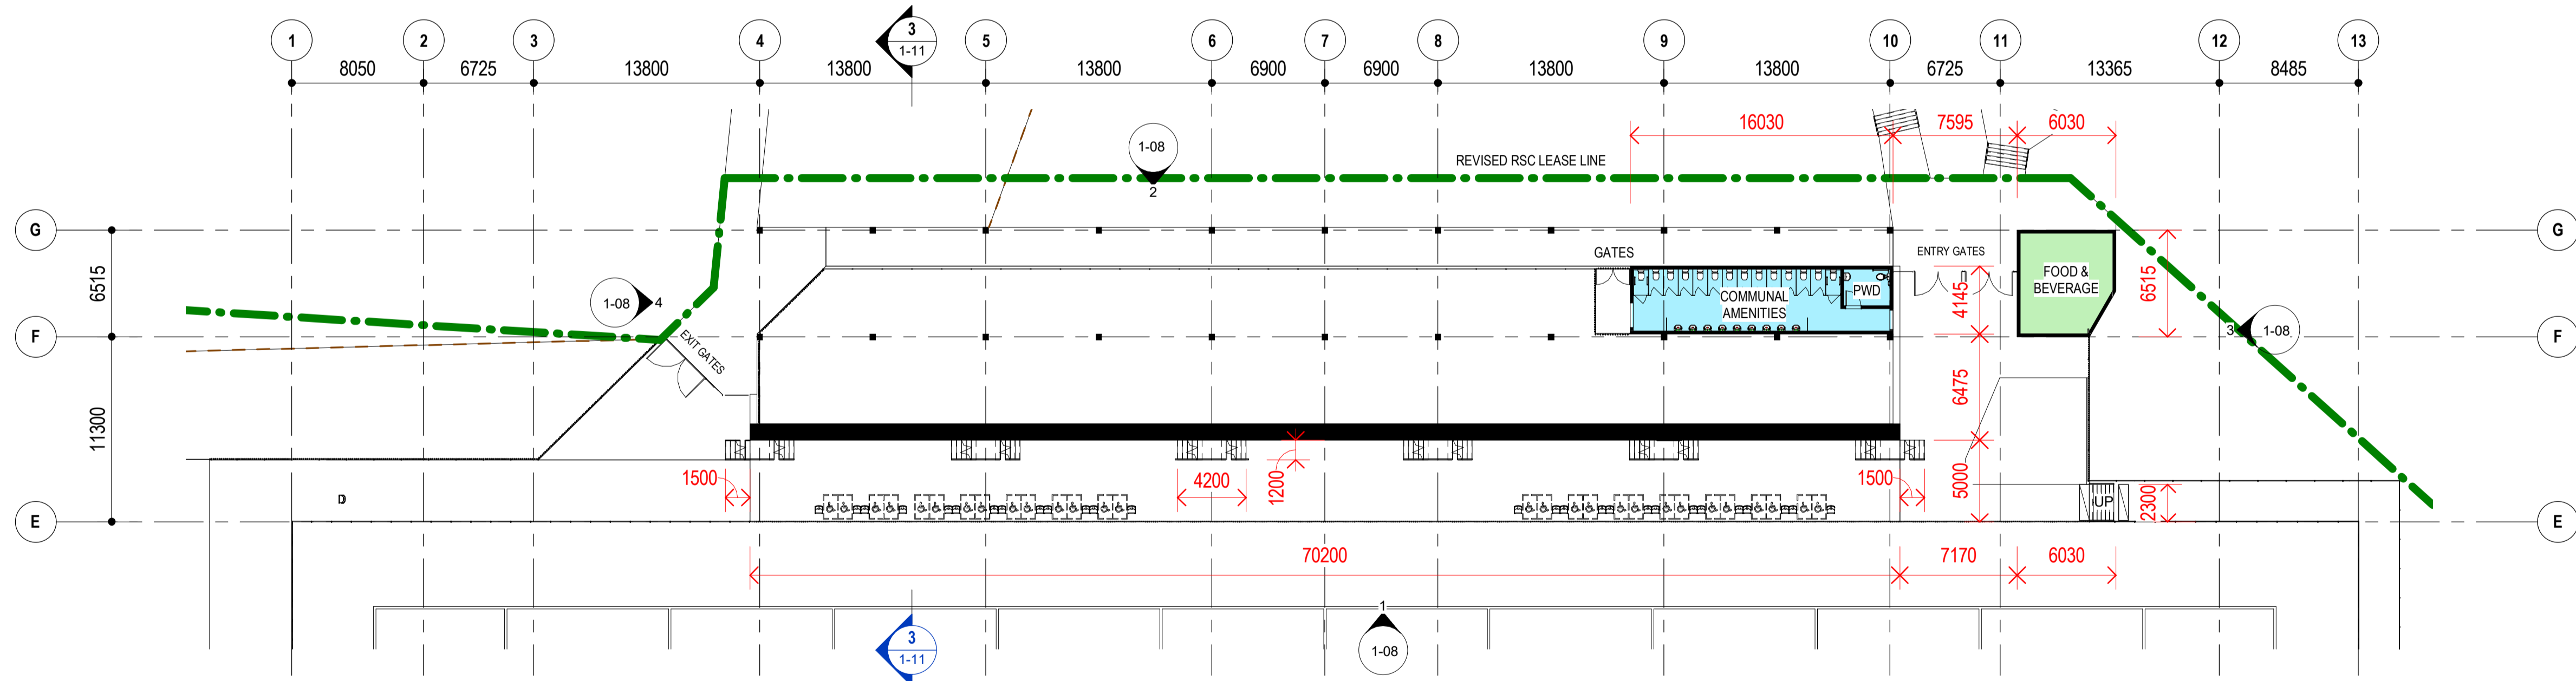 1 2 3 4 3 5 6 7 8 9 10 11 12 13
1-11
8050 6725 13800 13800 13800 6900 6900 13800 13800 6725 13365 8485
16030 7595 6030
1-08
2
REVISED RSC LEASE LINE
G G
GATES
ENTRY GATES
6515
FOOD &
BEVERAGE
PWD
COMMUNAL
AMENITIES
4145
6515
1-08 4
3 1-08
F F
EXIT GATES
11300
6475
1500
4200
1200
1500
5000
UP
2300
E E
70200 7170 6030
1
1-08
3
1-11